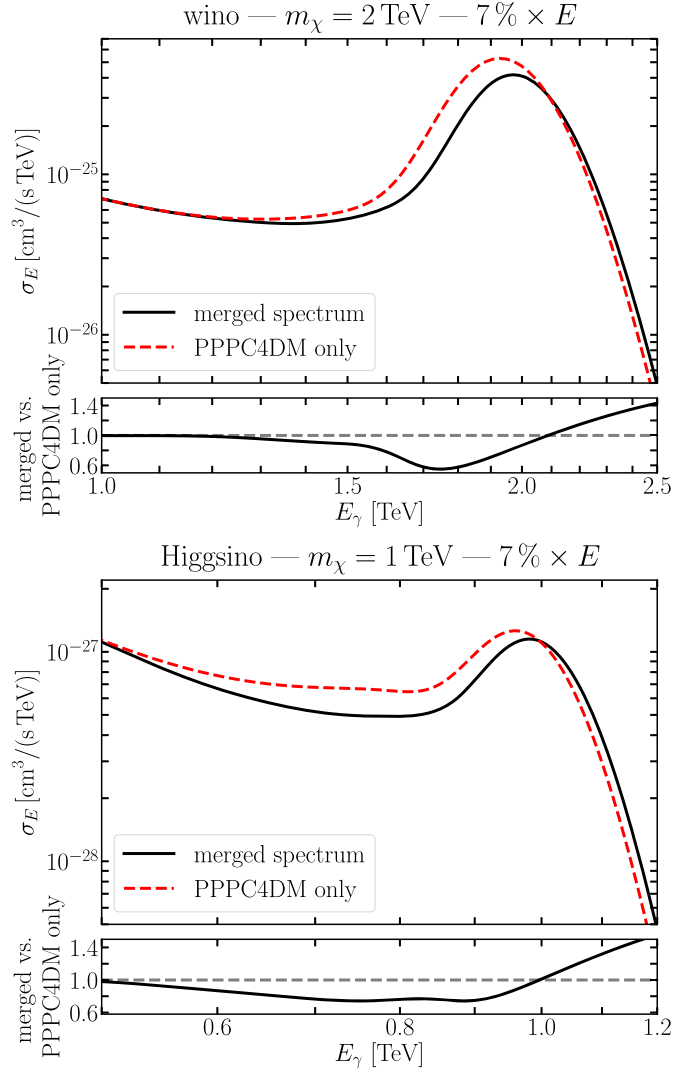 wino — mχ = 2 TeV — 7 % × E
σE [cm³/(s TeV)]
10⁻²⁵
10⁻²⁶
merged spectrum
PPPC4DM only
merged vs.
PPPC4DM only
1.4
1.0
0.6
1.0 1.5 2.0 2.5
Eγ [TeV]
Higgsino — mχ = 1 TeV — 7 % × E
σE [cm³/(s TeV)]
10⁻²⁷
10⁻²⁸
merged spectrum
PPPC4DM only
merged vs.
PPPC4DM only
1.4
1.0
0.6
0.6 0.8 1.0 1.2
Eγ [TeV]